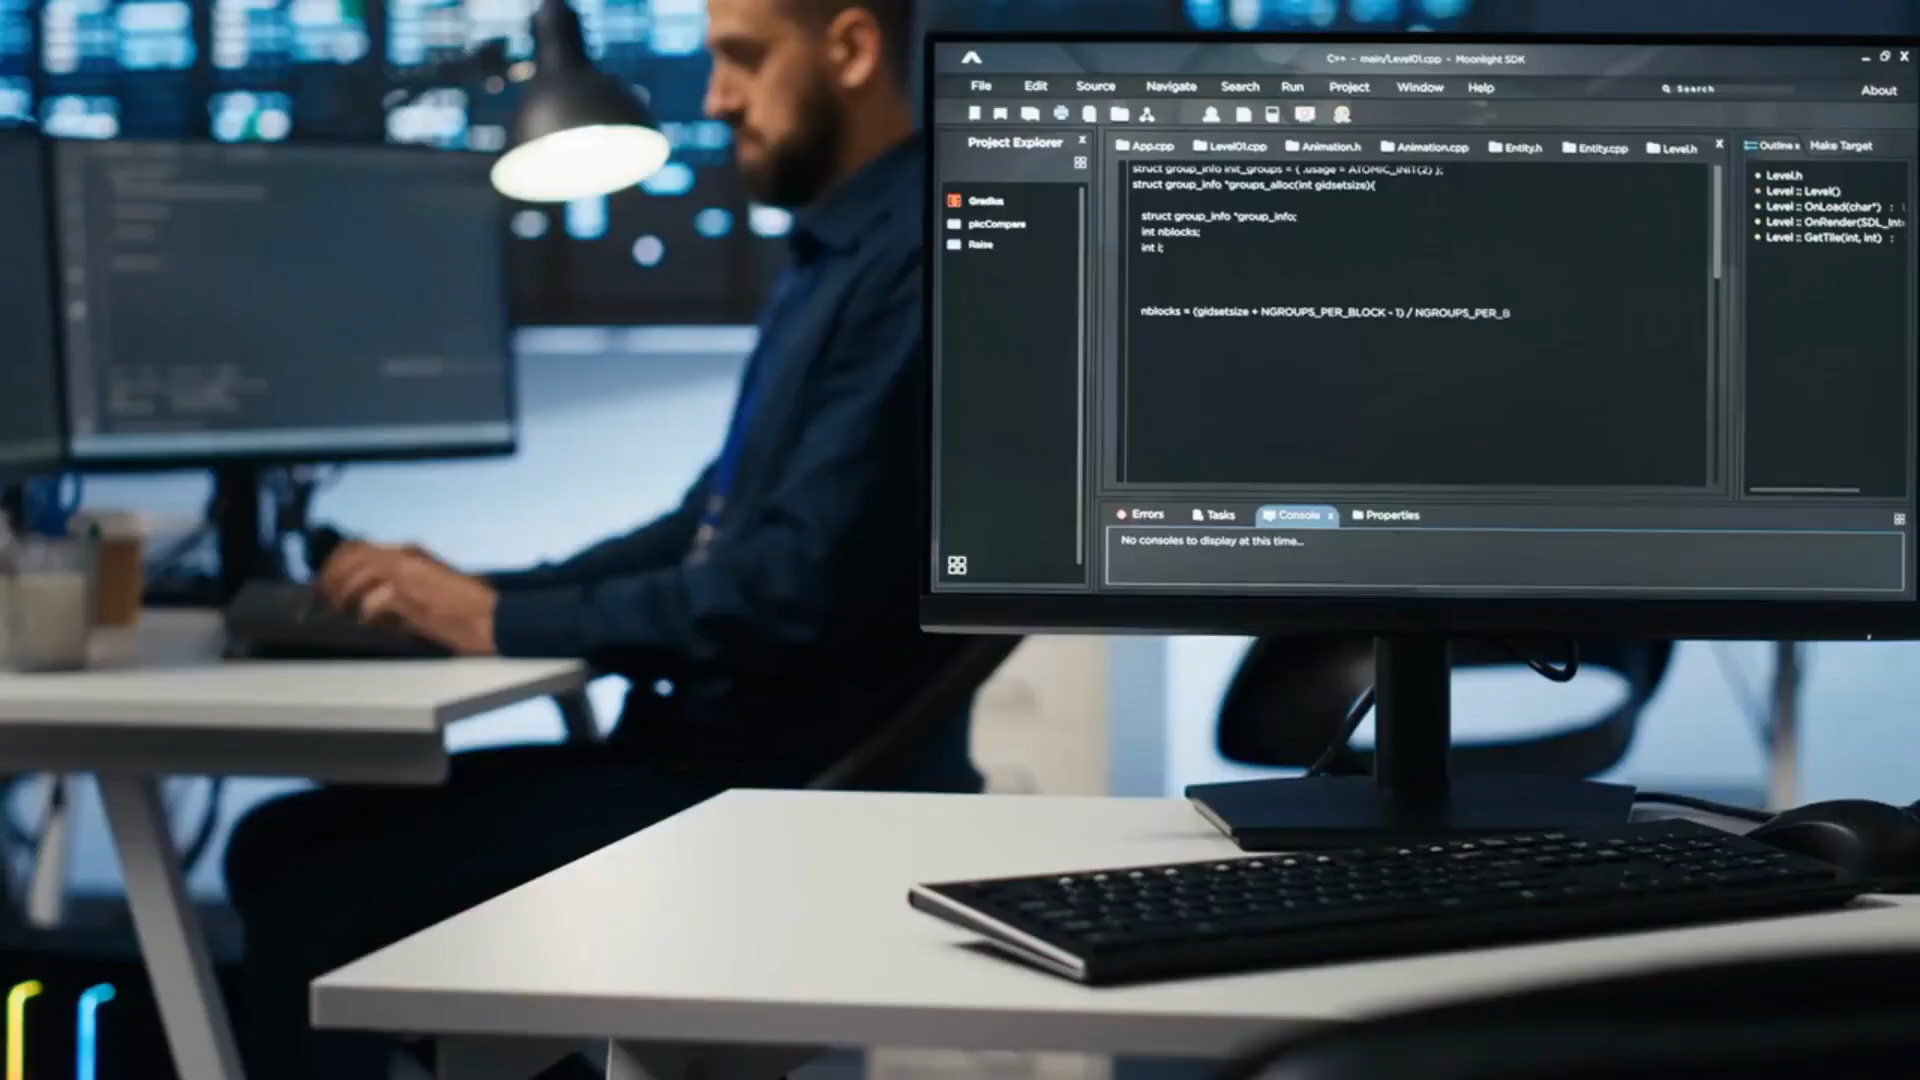 C++ - main/Level01.cpp - Moonlight SDK
File Edit Source Navigate Search Run Project Window Help Search About
Project Explorer
App.cpp Level01.cpp Animation.h Animation.cpp Entity.h Entity.cpp Level.h
Outline Make Target
Gradius
pkcCompare
Raise
struct group_info init_groups = { .usage = ATOMIC_INIT(2) };
struct group_info *groups_alloc(int gidsetsize){
struct group_info *group_info;
int nblocks;
int i;
nblocks = (gidsetsize + NGROUPS_PER_BLOCK - 1) / NGROUPS_PER_B
Level.h
Level :: Level()
Level :: OnLoad(char*) :
Level :: OnRender(SDL_Int
Level :: GetTile(int, int) :
Errors Tasks Console x Properties
No consoles to display at this time...